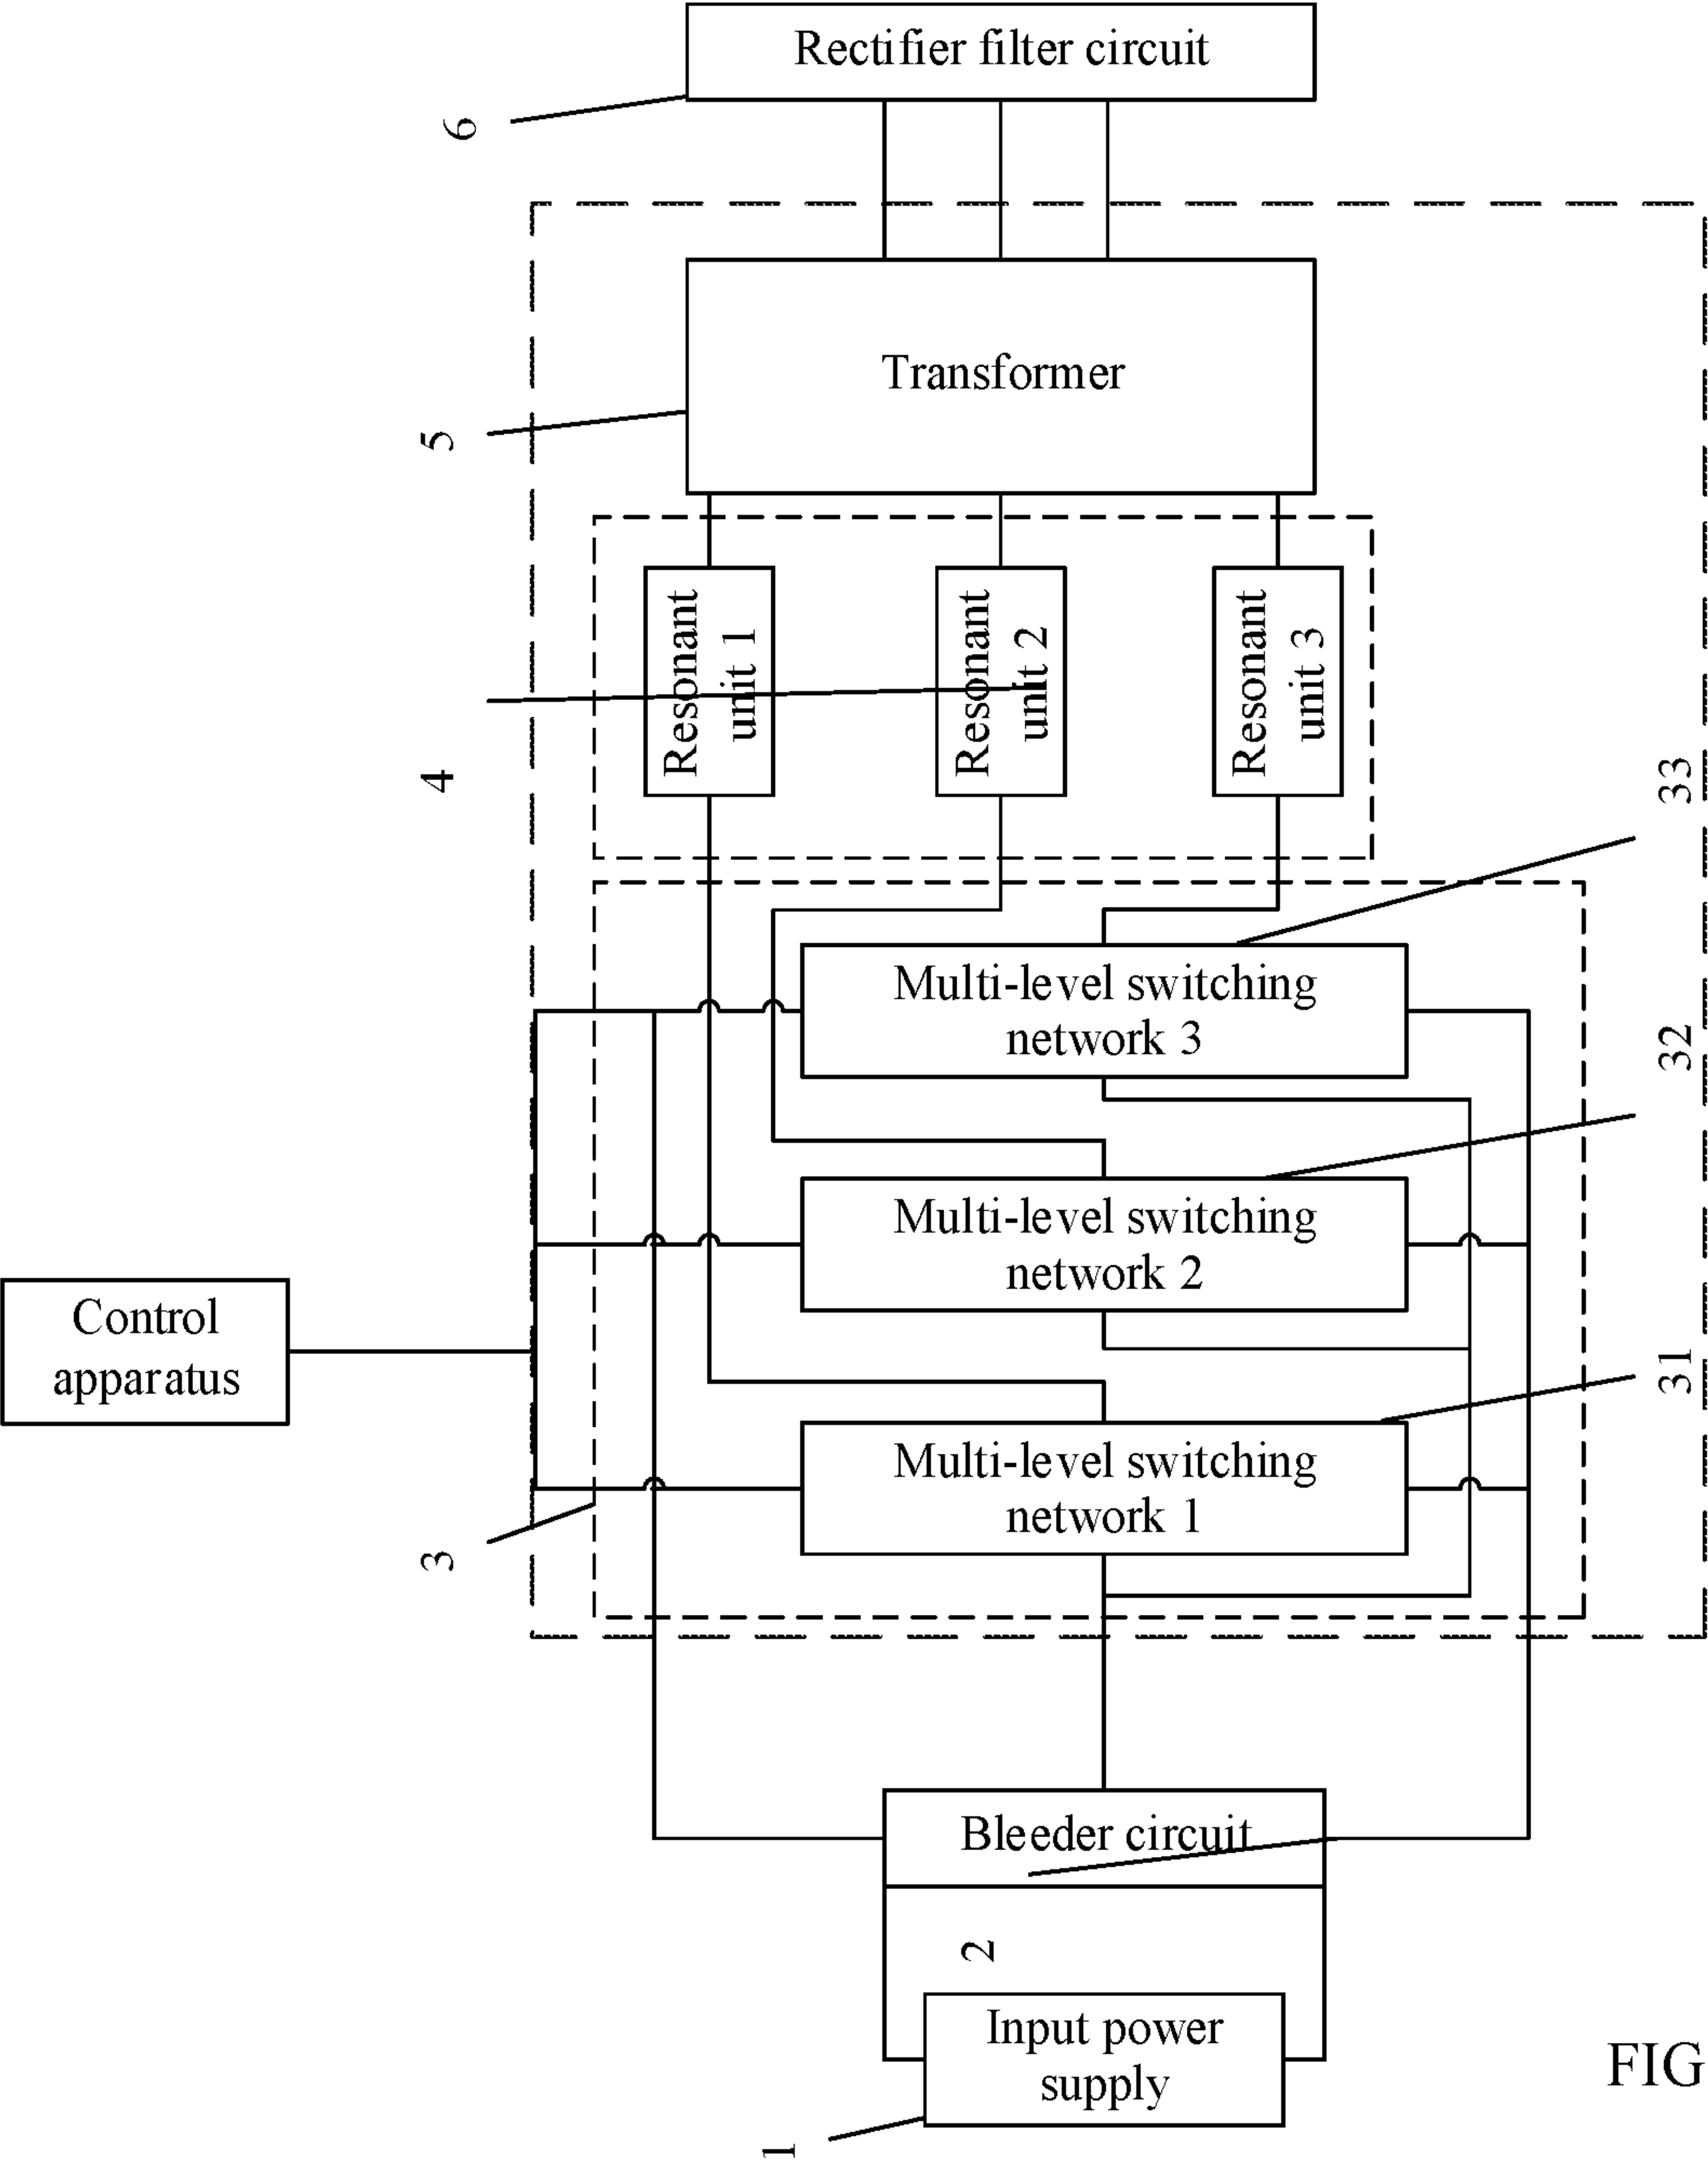 Rectifier filter circuit
6
Transformer
5
Resonant
unit 1
Resonant
unit 2
Resonant
unit 3
4
33
Multi-level switching
network 3
32
Multi-level switching
network 2
Control
apparatus
31
Multi-level switching
network 1
3
Bleeder circuit
2
Input power
supply
1
FIG